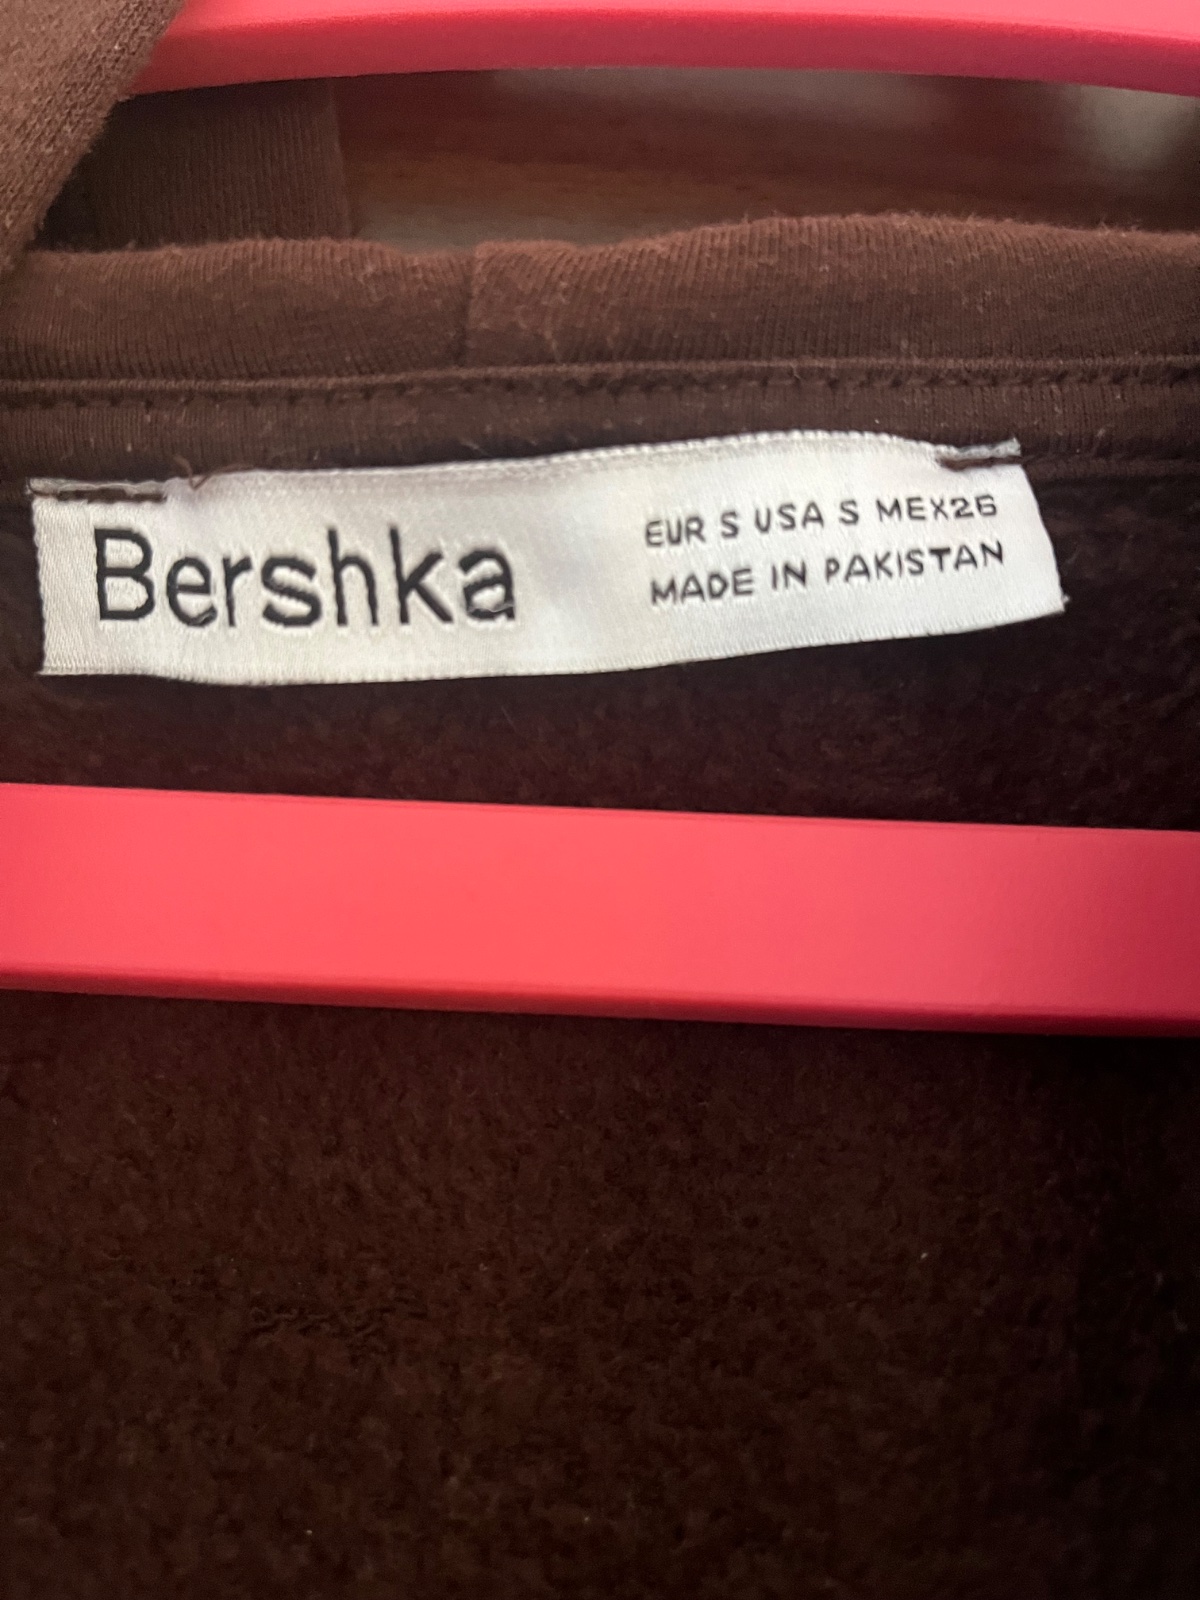 Bershka
EUR S USA S MEX26
MADE IN PAKISTAN